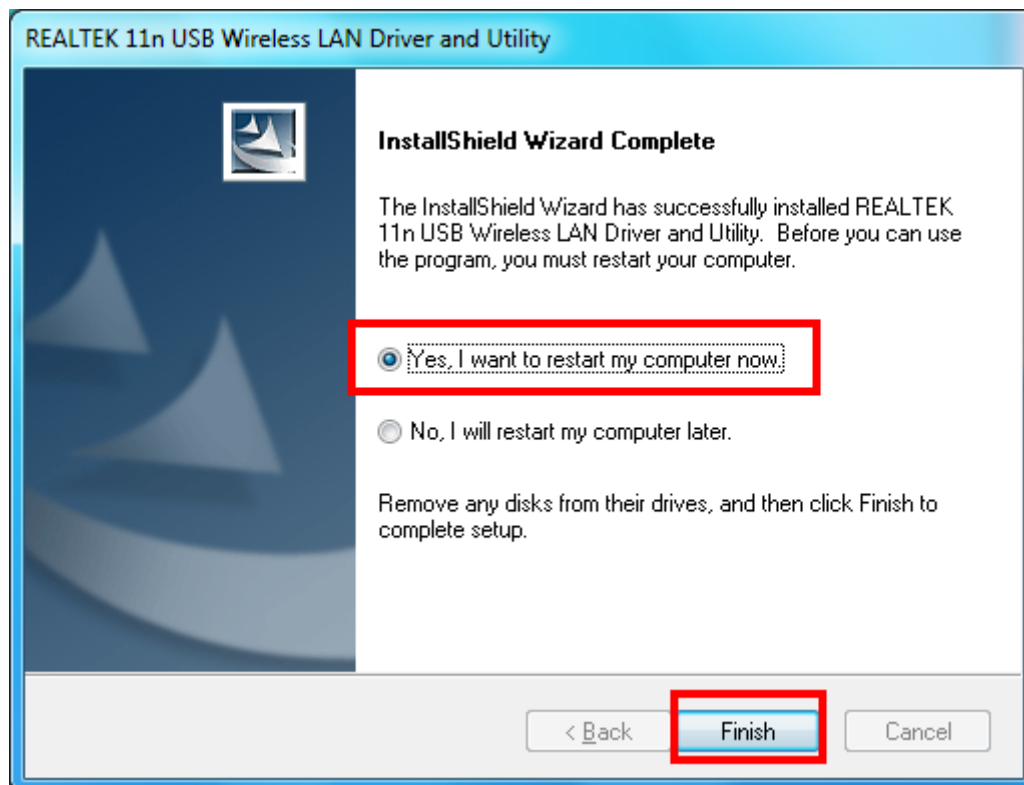 REALTEK 11n USB Wireless LAN Driver and Utility
InstallShield Wizard Complete
The InstallShield Wizard has successfully installed REALTEK
11n USB Wireless LAN Driver and Utility.  Before you can use
the program, you must restart your computer.
Yes, I want to restart my computer now.
No, I will restart my computer later.
Remove any disks from their drives, and then click Finish to
complete setup.
< Back
Finish
Cancel